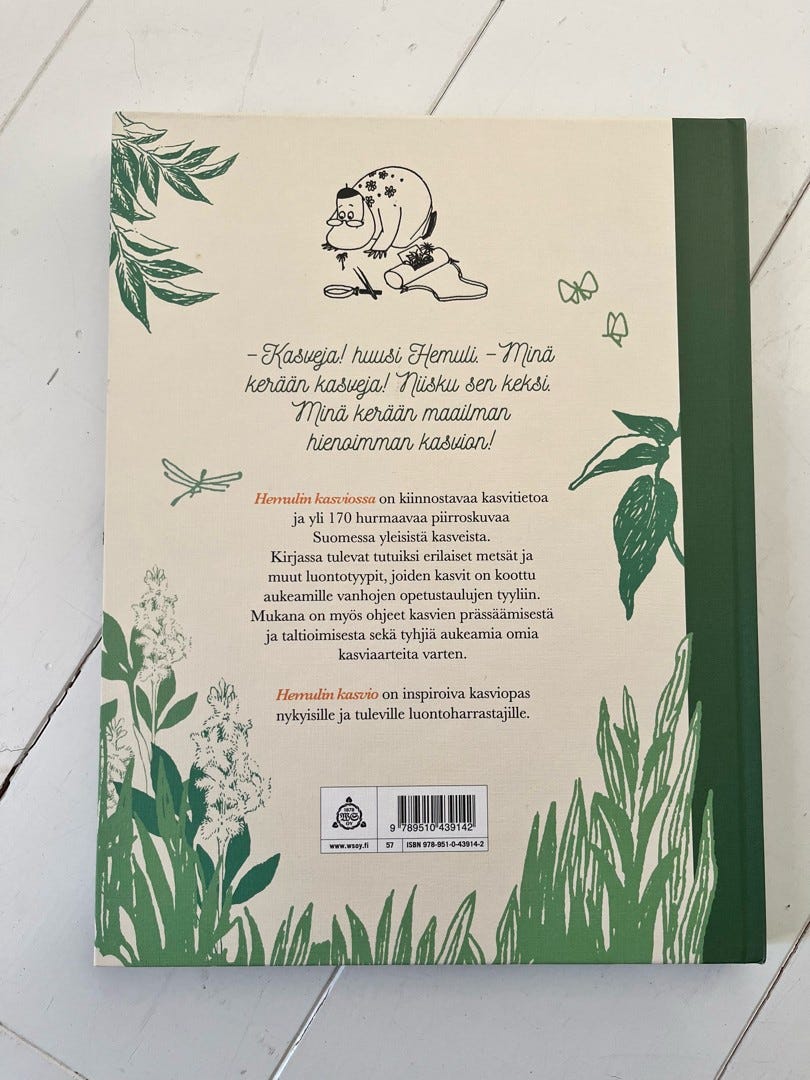 – Kasveja! huusi Hemuli. – Minä
kerään kasveja! Niisku sen keksi.
Minä kerään maailman
hienoimman kasvion!
Hemulin kasviossa on kiinnostavaa kasvitietoa
ja yli 170 hurmaavaa piirroskuvaa
Suomessa yleisistä kasveista.
Kirjassa tulevat tutuiksi erilaiset metsät ja
muut luontotyypit, joiden kasvit on koottu
aukeamille vanhojen opetustaulujen tyyliin.
Mukana on myös ohjeet kasvien prässäämisestä
ja taltioimisesta sekä tyhjiä aukeamia omia
kasviaarteita varten.
Hemulin kasvio on inspiroiva kasviopas
nykyisille ja tuleville luontoharrastajille.
1878
WS
OY
9 789510 439142
www.wsoy.fi 57 ISBN 978-951-0-43914-2